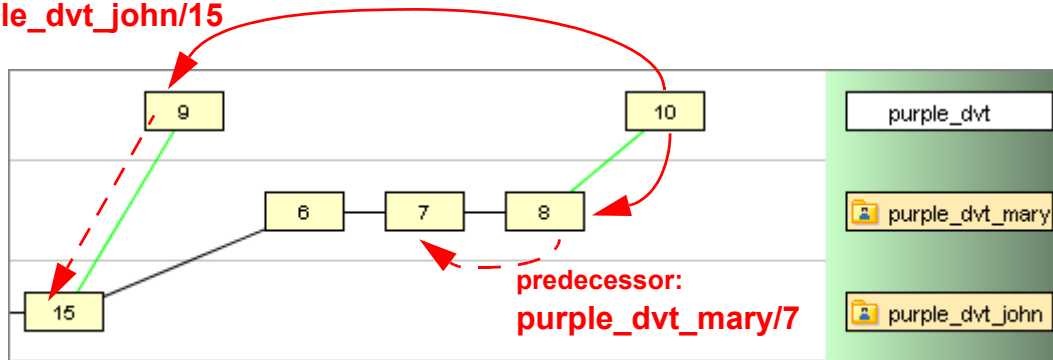 le_dvt_john/15
9
10
purple_dvt
6
7
8
purple_dvt_mary
predecessor:
purple_dvt_mary/7
15
purple_dvt_john